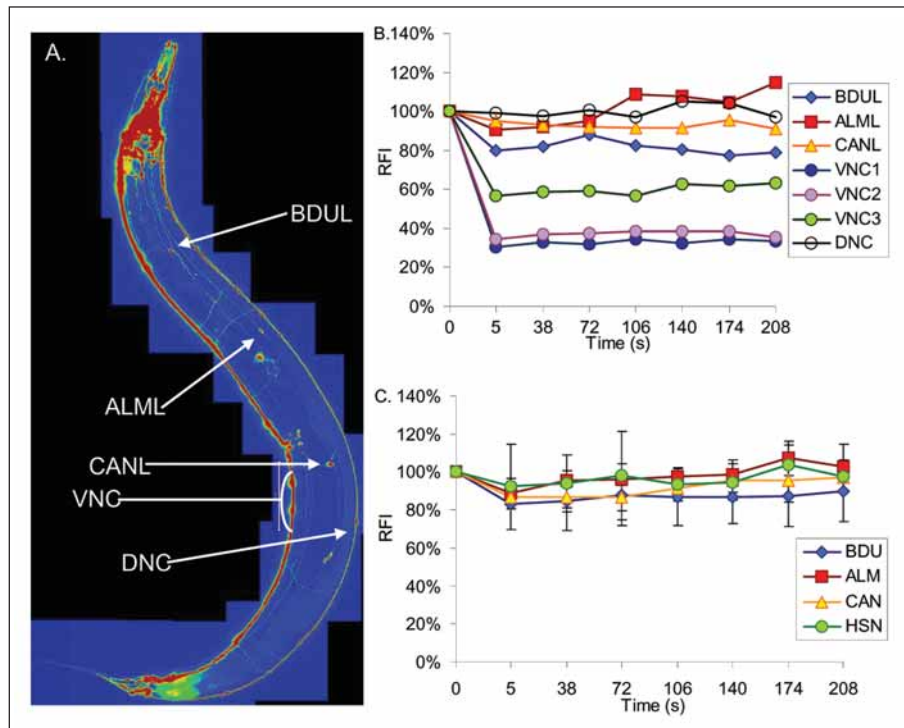 A.
BDUL
ALML
CANL
VNC
DNC
B.
140%
120%
100%
80%
60%
40%
20%
0%
RFI
0 5 38 72 106 140 174 208
Time (s)
BDUL
ALML
CANL
VNC1
VNC2
VNC3
DNC
C.
140%
120%
100%
80%
60%
40%
20%
0%
RFI
0 5 38 72 106 140 174 208
Time (s)
BDU
ALM
CAN
HSN